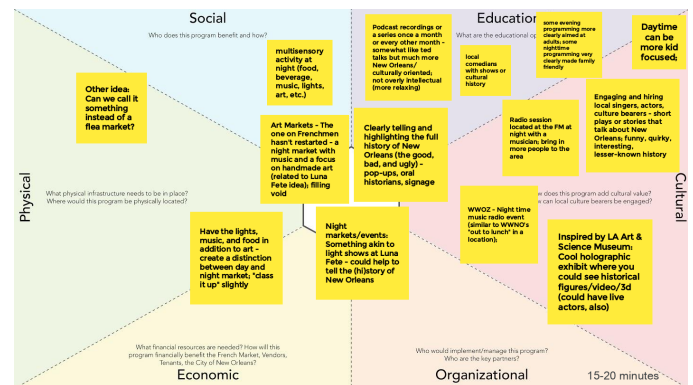 Social
Who does this program benefit and how?
multisensory
activity at
night (food,
beverage,
music, lights,
art, etc.)
Other idea:
Can we call it
something
instead of a
flea market?
Art Markets - The
one on Frenchmen
hasn't restarted - a
night market with
music and a focus
on handmade art
(related to Luna
Fete idea); filling
void
Physical
What physical infrastructure needs to be in place?
Where would this program be physically located?
Have the lights,
music, and food in
addition to art -
create a distinction
between day and
night market; "class
it up" slightly
Night
markets/events:
Something akin to
light shows at Luna
Fete - could help to
tell the (hi)story of
New Orleans
Educa
What are the educational op
Podcast recordings or
a series once a month
or every other month -
somewhat like ted
talks but much more
New Orleans/
culturally oriented;
not overly intellectual
(more relaxing)
local
comedians
with shows or
cultural
history
some evening
programming more
clearly aimed at
adults; some
nighttime
programming very
clearly made family
friendly
Daytime
can be
more kid
focused;
Clearly telling and
highlighting the full
history of New
Orleans (the good,
bad, and ugly) -
pop-ups, oral
historians, signage
Radio session
located at the FM at
night with a
musician; bring in
more people to the
area
Engaging and hiring
local singers, actors,
culture bearers - short
plays or stories that
talk about New
Orleans; funny, quirky,
interesting,
lesser-known history
Cultural
ow does this program add cultural value?
ow can local culture bearers be engaged?
WWOZ - Night time
music radio event
(similar to WWNO's
"out to lunch" in a
location);
Inspired by LA Art &
Science Museum:
Cool holographic
exhibit where you
could see historical
figures/video/3d
(could have live
actors, also)
What financial resources are needed? How will this
program financially benefit the French Market, Vendors,
Tenants, the City of New Orleans?
Economic
Who would implement/manage this program?
Who are the key partners?
Organizational
15-20 minutes